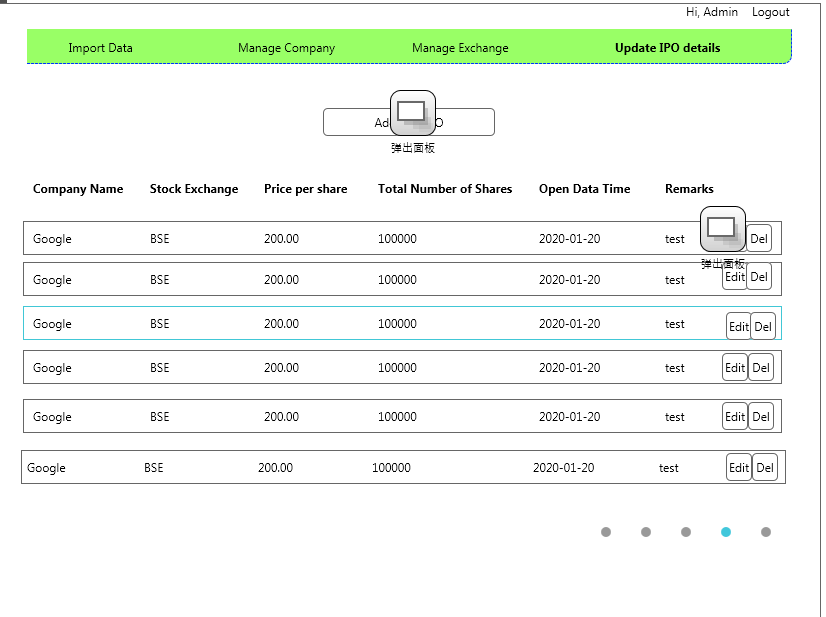 Hi, Admin Logout
Import Data Manage Company Manage Exchange Update IPO details
弹出面板
Company Name Stock Exchange Price per share Total Number of Shares Open Data Time Remarks
Google BSE 200.00 100000 2020-01-20 test Del
弹出面板
Google BSE 200.00 100000 2020-01-20 test Edit Del
Google BSE 200.00 100000 2020-01-20 test Edit Del
Google BSE 200.00 100000 2020-01-20 test Edit Del
Google BSE 200.00 100000 2020-01-20 test Edit Del
Google BSE 200.00 100000 2020-01-20 test Edit Del